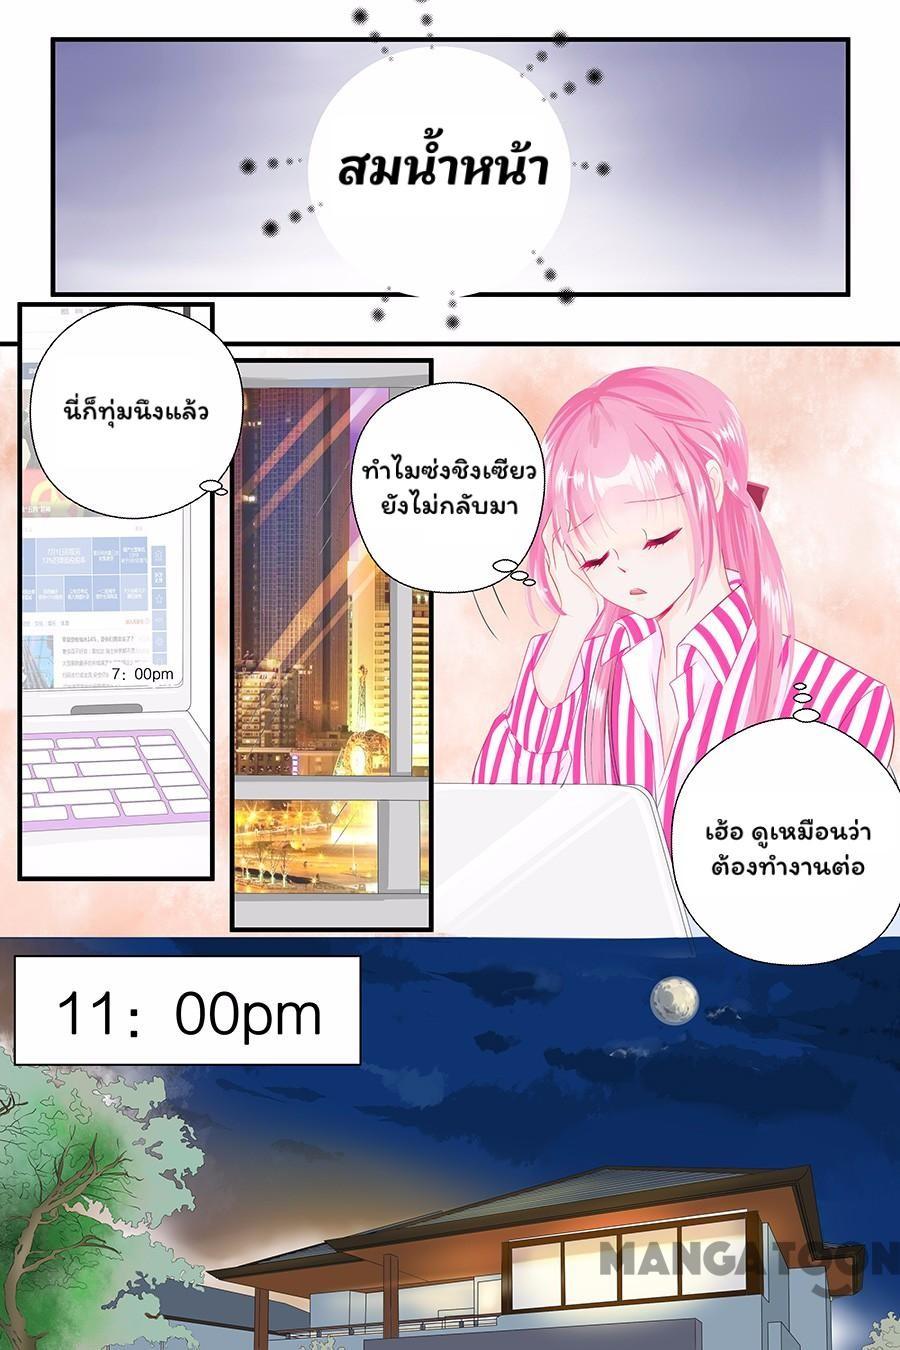 สมน้ำหน้า
นี่ก็ทุ่มนึงแล้ว
ทำไมซ่งชิงเซียว
ยังไม่กลับมา
7：00pm
เฮ้อ ดูเหมือนว่า
ต้องทำงานต่อ
11：00pm
MANGATOON